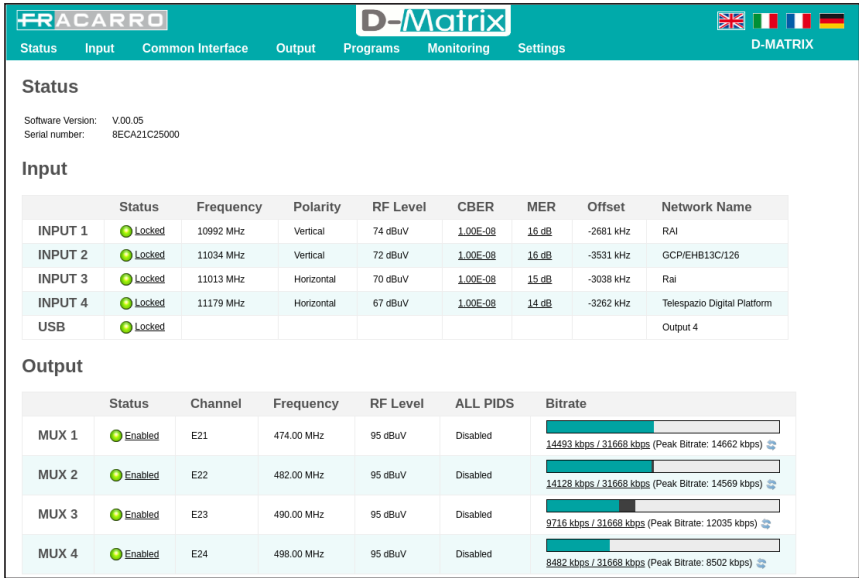 FRACARRO
D-Matrix
Status Input Common Interface Output Programs Monitoring Settings D-MATRIX
Status
Software Version: V.00.05
Serial number: 8ECA21C25000
Input
Status Frequency Polarity RF Level CBER MER Offset Network Name
INPUT 1 Locked 10992 MHz Vertical 74 dBuV 1.00E-08 16 dB -2681 kHz RAI
INPUT 2 Locked 11034 MHz Vertical 72 dBuV 1.00E-08 16 dB -3531 kHz GCP/EHB13C/126
INPUT 3 Locked 11013 MHz Horizontal 70 dBuV 1.00E-08 15 dB -3038 kHz Rai
INPUT 4 Locked 11179 MHz Horizontal 67 dBuV 1.00E-08 14 dB -3262 kHz Telespazio Digital Platform
USB Locked Output 4
Output
Status Channel Frequency RF Level ALL PIDS Bitrate
MUX 1 Enabled E21 474.00 MHz 95 dBuV Disabled 14493 kbps / 31668 kbps (Peak Bitrate: 14662 kbps)
MUX 2 Enabled E22 482.00 MHz 95 dBuV Disabled 14128 kbps / 31668 kbps (Peak Bitrate: 14569 kbps)
MUX 3 Enabled E23 490.00 MHz 95 dBuV Disabled 9716 kbps / 31668 kbps (Peak Bitrate: 12035 kbps)
MUX 4 Enabled E24 498.00 MHz 95 dBuV Disabled 8482 kbps / 31668 kbps (Peak Bitrate: 8502 kbps)